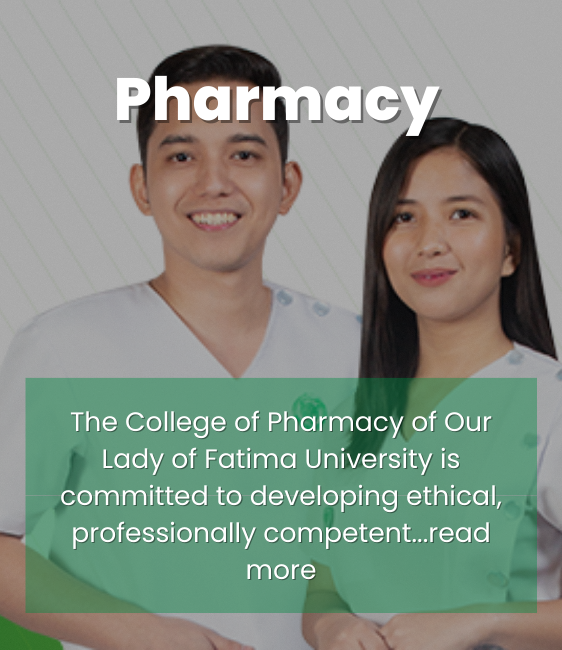 Pharmacy
The College of Pharmacy of Our
Lady of Fatima University is
committed to developing ethical,
professionally competent...read
more